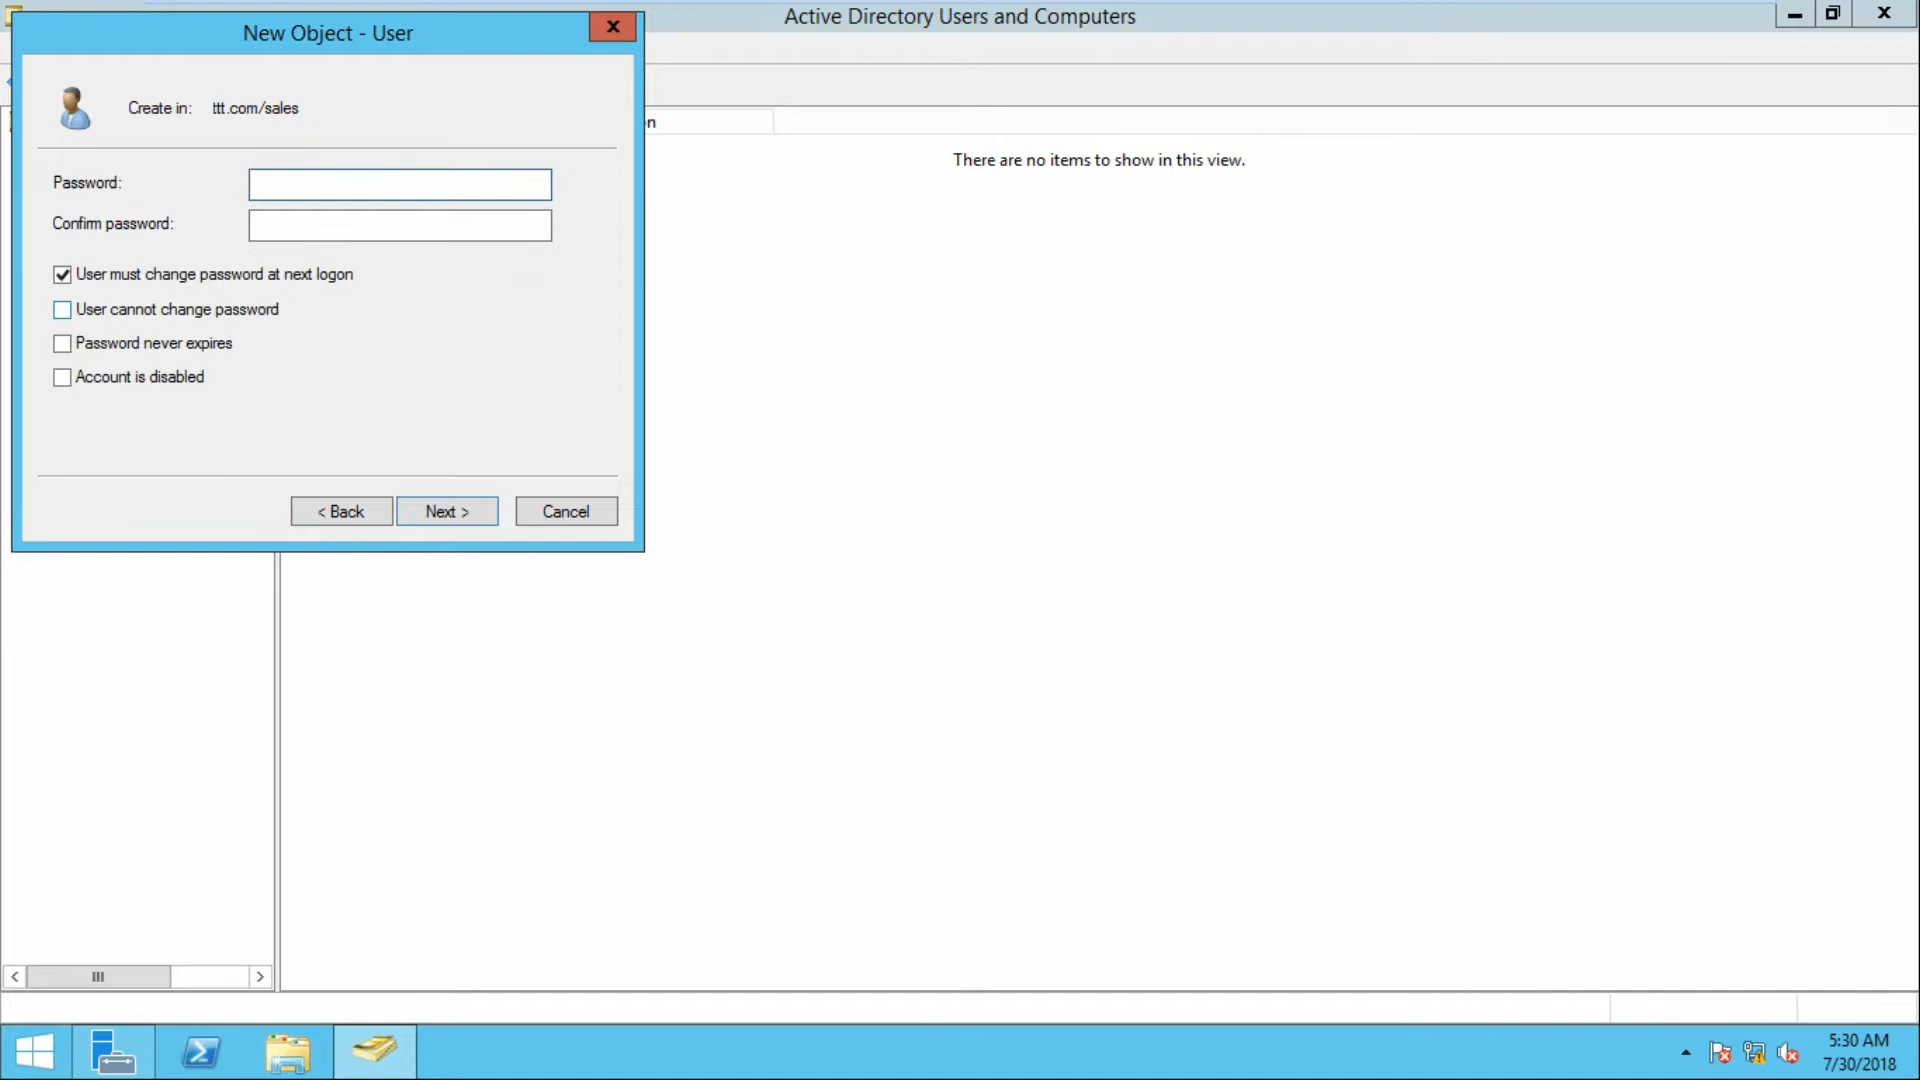 Active Directory Users and Computers
New Object - User
Create in: ttt.com/sales
Password:
Confirm password:
User must change password at next logon
User cannot change password
Password never expires
Account is disabled
< Back
Next >
Cancel
There are no items to show in this view.
5:30 AM
7/30/2018